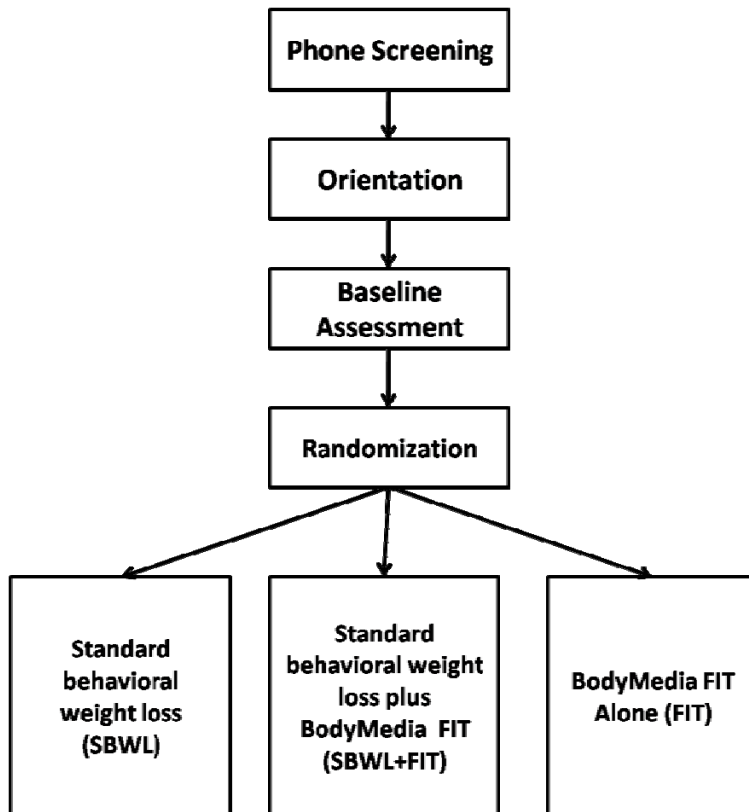 Phone Screening
Orientation
Baseline
Assessment
Randomization
Standard
behavioral
weight loss
(SBWL)
Standard
behavioral weight
loss plus
BodyMedia FIT
(SBWL+FIT)
BodyMedia FIT
Alone (FIT)